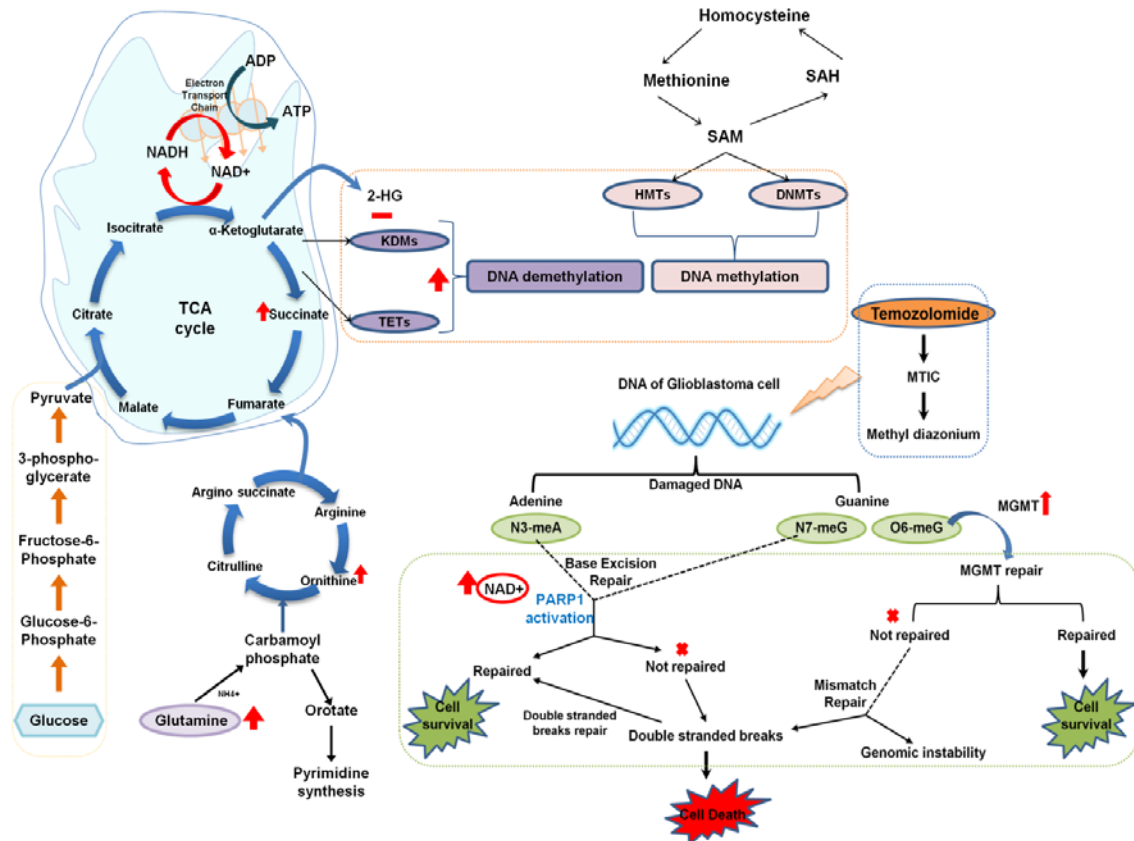 Homocysteine
Methionine
SAH
SAM
HMTs
DNMTs
DNA methylation
ADP
Electron
Transport
Chain
ATP
NADH
NAD+
Isocitrate
α-Ketoglutarate
Citrate
TCA
cycle
Succinate
Malate
Fumarate
2-HG
KDMs
DNA demethylation
TETs
Pyruvate
3-phospho-
glycerate
Fructose-6-
Phosphate
Glucose-6-
Phosphate
Glucose
Argino succinate
Arginine
Citrulline
Ornithine
Carbamoyl
phosphate
NH4+
Glutamine
Orotate
Pyrimidine
synthesis
Temozolomide
MTIC
Methyl diazonium
DNA of Glioblastoma cell
Damaged DNA
Adenine
Guanine
N3-meA
N7-meG
O6-meG
MGMT
Base Excision
Repair
NAD+
PARP1
activation
MGMT repair
Not repaired
Repaired
Repaired
Not repaired
Mismatch
Repair
Cell
survival
Cell
survival
Double stranded
breaks repair
Double stranded breaks
Genomic instability
Cell Death